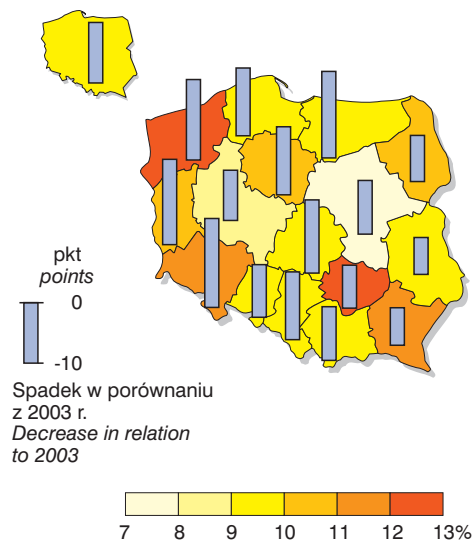 pkt
points
0
-10
Spadek w porównaniu
z 2003 r.
Decrease in relation
to 2003
7 8 9 10 11 12 13%